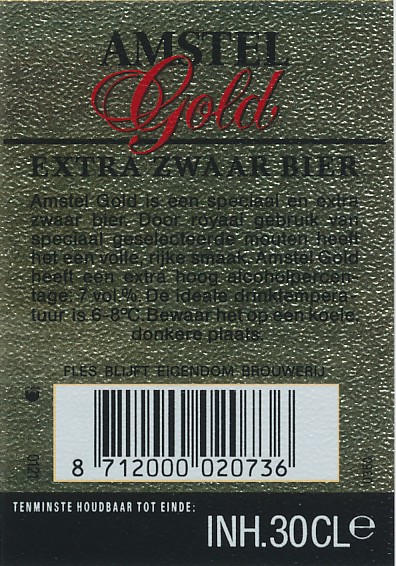 AMSTEL
Gold
EXTRA ZWAAR BIER
Amstel Gold is een speciaal en extra
zwaar bier. Door royaal gebruik van
speciaal geselecteerde mouten heeft
het een volle, rijke smaak. Amstel Gold
heeft een extra hoog alcoholpercen-
tage: 7 vol.%. De ideale drinktempera-
tuur is 6-8°C. Bewaar het op een koele,
donkere plaats.
FLES BLIJFT EIGENDOM BROUWERIJ
8 712000 020736
TENMINSTE HOUDBAAR TOT EINDE:
INH.30CL℮